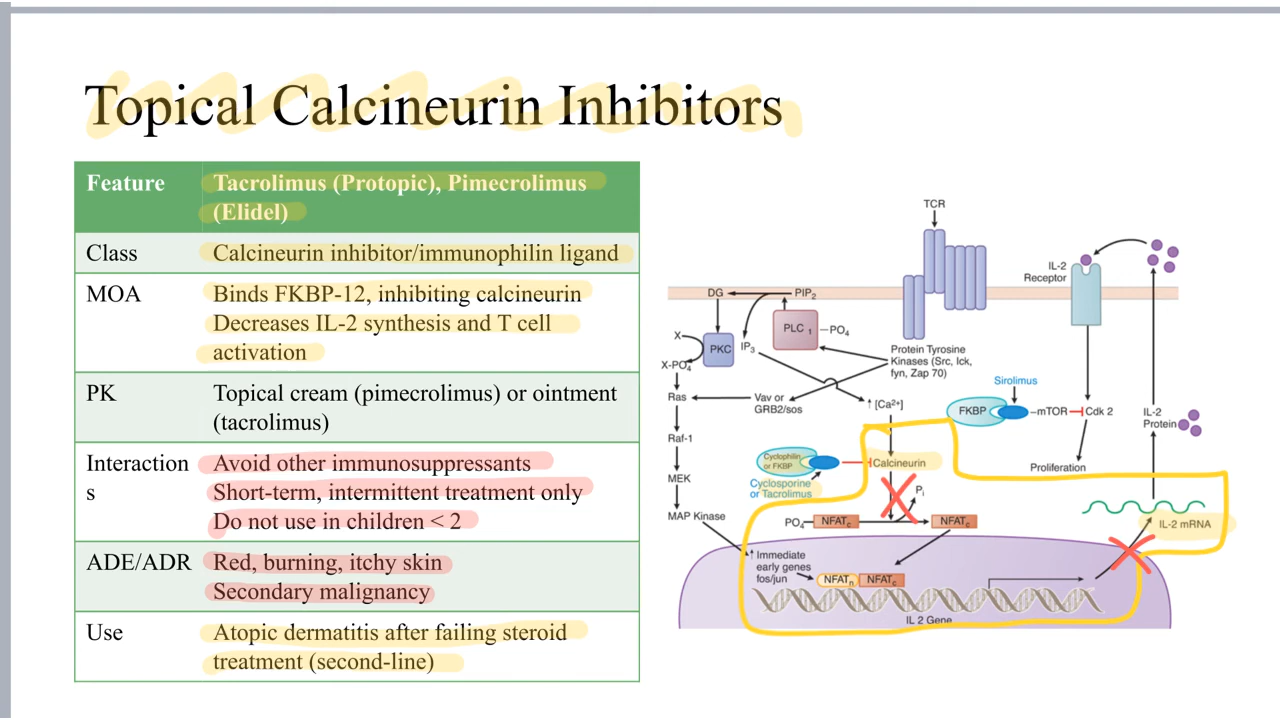 Topical Calcineurin Inhibitors
Feature
Tacrolimus (Protopic), Pimecrolimus
(Elidel)
Class
Calcineurin inhibitor/immunophilin ligand
MOA
Binds FKBP-12, inhibiting calcineurin
Decreases IL-2 synthesis and T cell
activation
PK
Topical cream (pimecrolimus) or ointment
(tacrolimus)
Interaction
s
Avoid other immunosuppressants
Short-term, intermittent treatment only
Do not use in children < 2
ADE/ADR
Red, burning, itchy skin
Secondary malignancy
Use
Atopic dermatitis after failing steroid
treatment (second-line)
TCR
IL-2
Receptor
DG
PIP2
PLC 1
PO4
X
PKC
IP3
X-PO4
Protein Tyrosine
Kinases (Src, lck,
fyn, Zap 70)
Ras
Vav or
GRB2/sos
↑ [Ca2+]
Sirolimus
FKBP
mTOR
Cdk 2
IL-2
Protein
Raf-1
Proliferation
Cyclophilin
or FKBP
Calcineurin
Cyclosporine
or Tacrolimus
MEK
Pi
MAP Kinase
PO4
NFATc
NFATc
IL-2 mRNA
↑ Immediate
early genes
fos/jun
NFATn
NFATc
IL 2 Gene